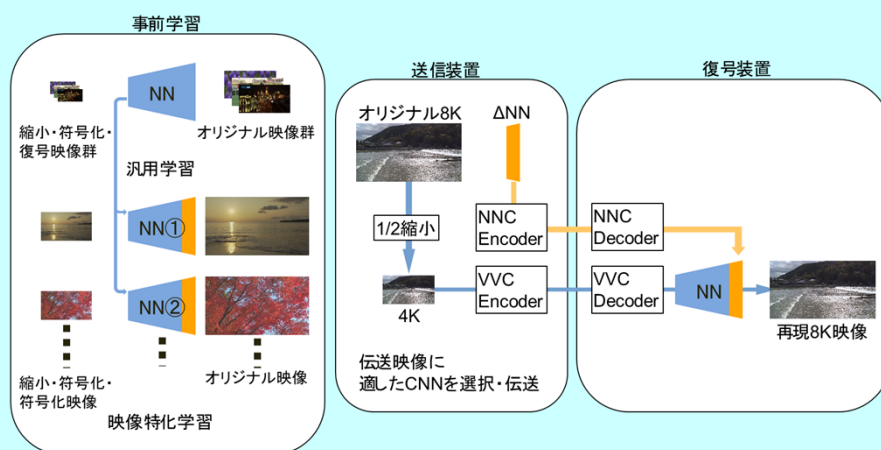 事前学習
NN
縮小・符号化・
復号映像群
オリジナル映像群
汎用学習
NN①
NN②
縮小・符号化・
符号化映像
オリジナル映像
映像特化学習
送信装置
オリジナル8K
ΔNN
1/2縮小
NNC
Encoder
4K
VVC
Encoder
伝送映像に
適したCNNを選択・伝送
復号装置
NNC
Decoder
VVC
Decoder
NN
再現8K映像